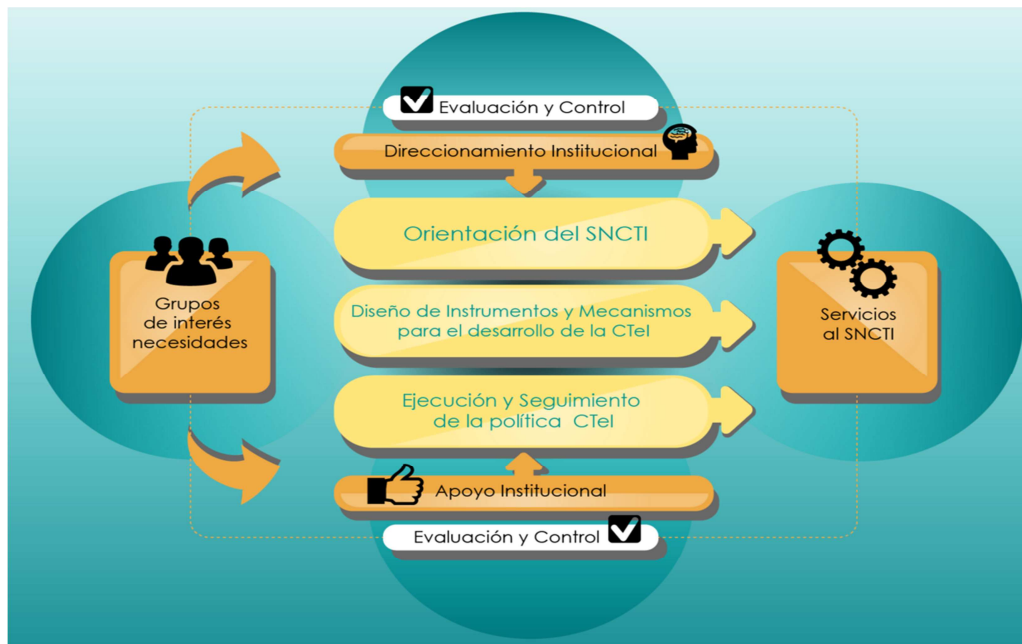 Evaluación y Control
Direccionamiento Institucional
Orientación del SNCTI
Grupos
de interés
necesidades
Diseño de Instrumentos y Mecanismos
para el desarrollo de la CTeI
Servicios
al SNCTI
Ejecución y Seguimiento
de la política CTeI
Apoyo Institucional
Evaluación y Control